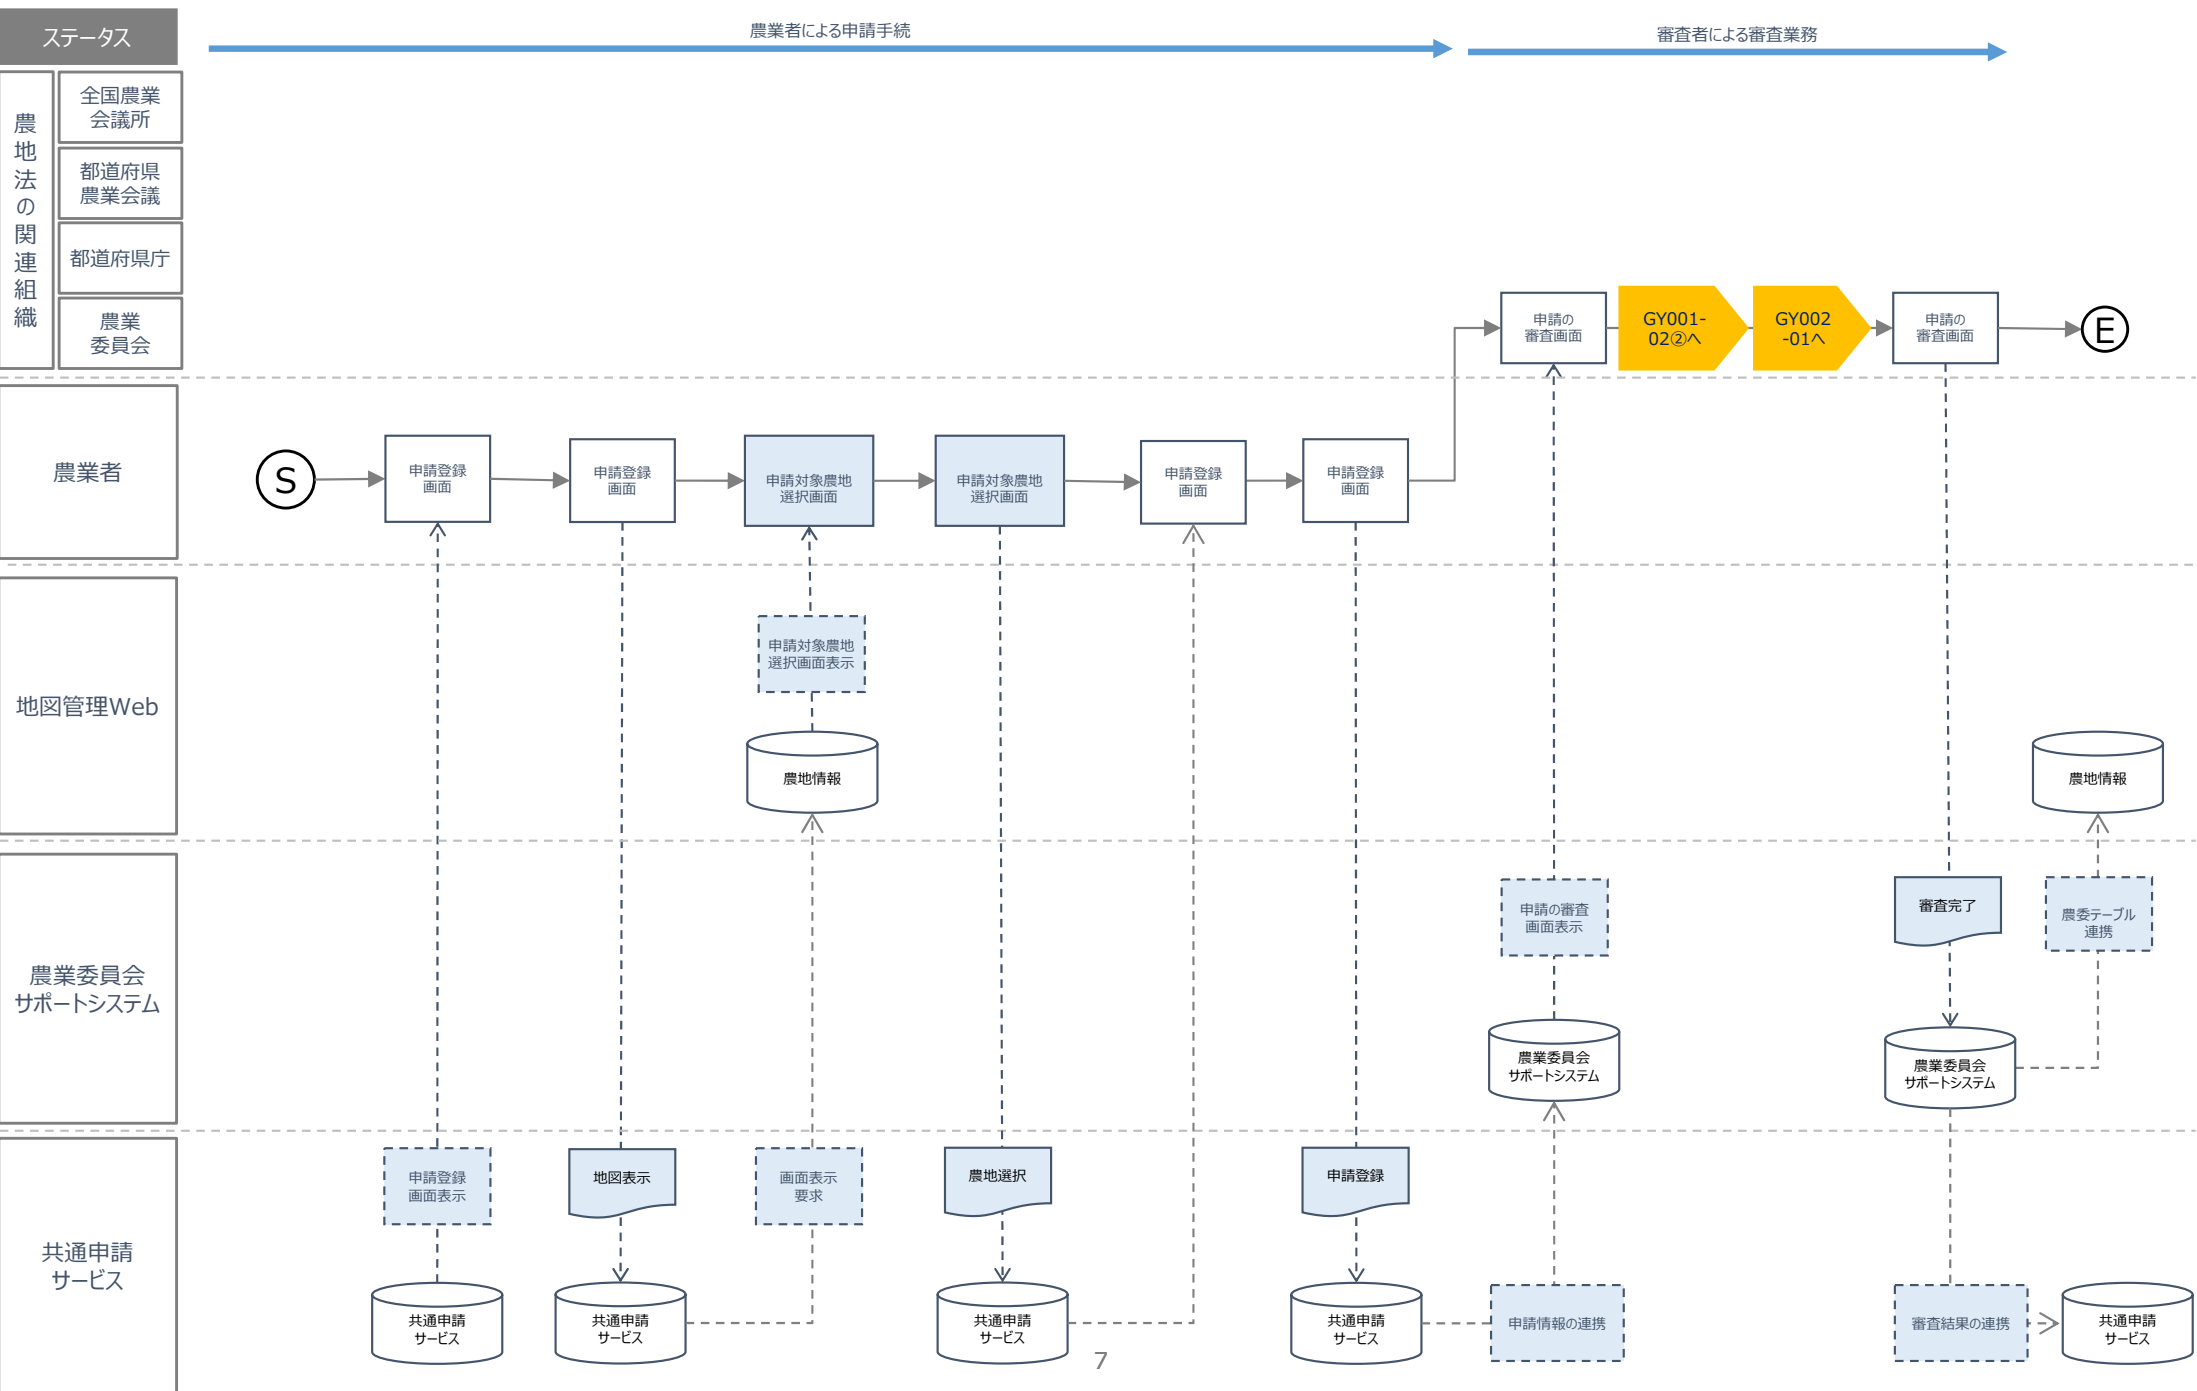 ステータス
農業者による申請手続
審査者による審査業務
農地法の関連組織
全国農業
会議所
都道府県
農業会議
都道府県庁
農業
委員会
申請の
審査画面
GY001-
02②へ
GY002
-01へ
申請の
審査画面
E
農業者
S
申請登録
画面
申請登録
画面
申請対象農地
選択画面
申請対象農地
選択画面
申請登録
画面
申請登録
画面
地図管理Web
申請対象農地
選択画面表示
農地情報
農地情報
農業委員会
サポートシステム
申請の審査
画面表示
農業委員会
サポートシステム
審査完了
農業委員会
サポートシステム
農委テーブル
連携
共通申請
サービス
申請登録
画面表示
地図表示
画面表示
要求
農地選択
申請登録
共通申請
サービス
共通申請
サービス
共通申請
サービス
共通申請
サービス
申請情報の連携
審査結果の連携
共通申請
サービス
7